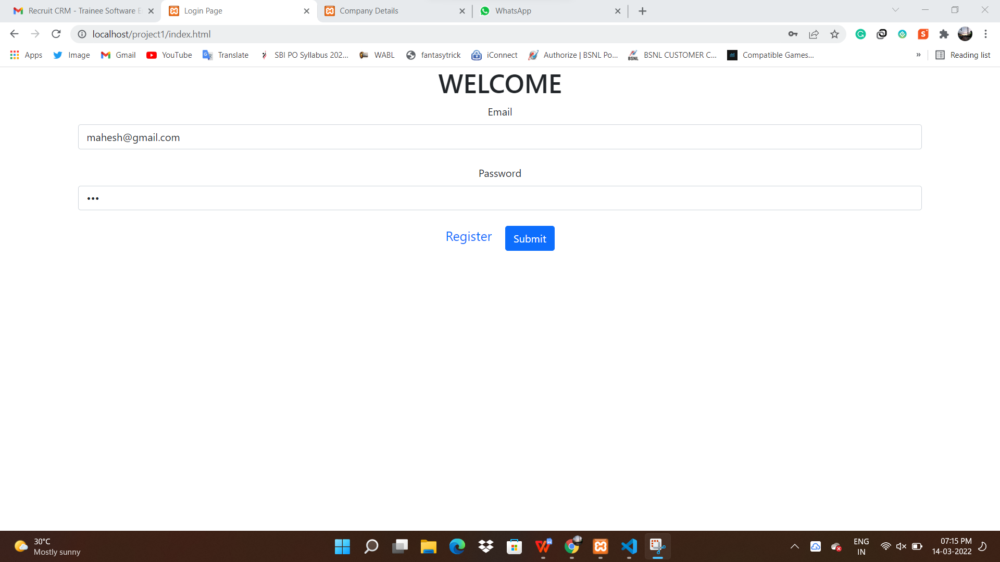 Recruit CRM - Trainee Software E
Login Page
Company Details
WhatsApp
localhost/project1/index.html
Apps
Image
Gmail
YouTube
Translate
SBI PO Syllabus 202...
WABL
fantasytrick
iConnect
Authorize | BSNL Po...
BSNL
BSNL CUSTOMER C...
Compatible Games...
»
Reading list
WELCOME
Email
mahesh@gmail.com
Password
•••
Register
Submit
30°C
Mostly sunny
ENG
IN
07:15 PM
14-03-2022